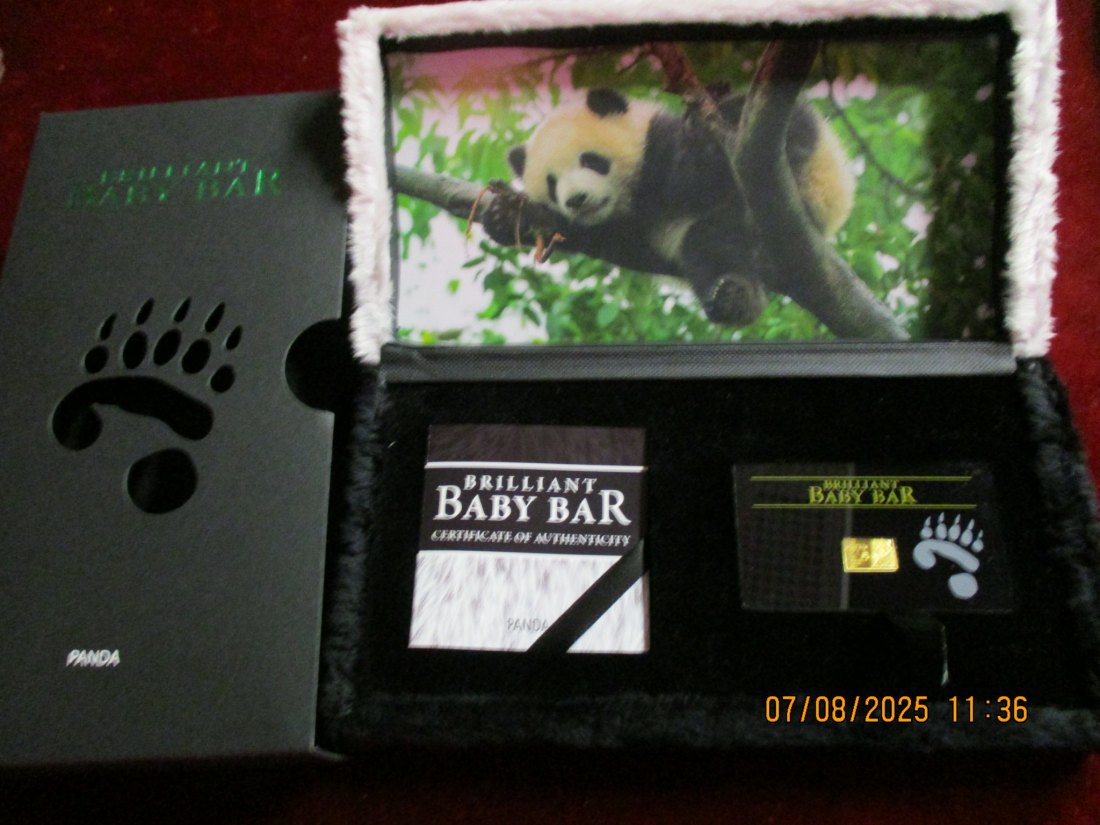 BRILLIANT
BABY BAR
PANDA
BRILLIANT
BABY BAR
CERTIFICATE OF AUTHENTICITY
PANDA
BRILLIANT
BABY BAR
07/08/2025 11:36